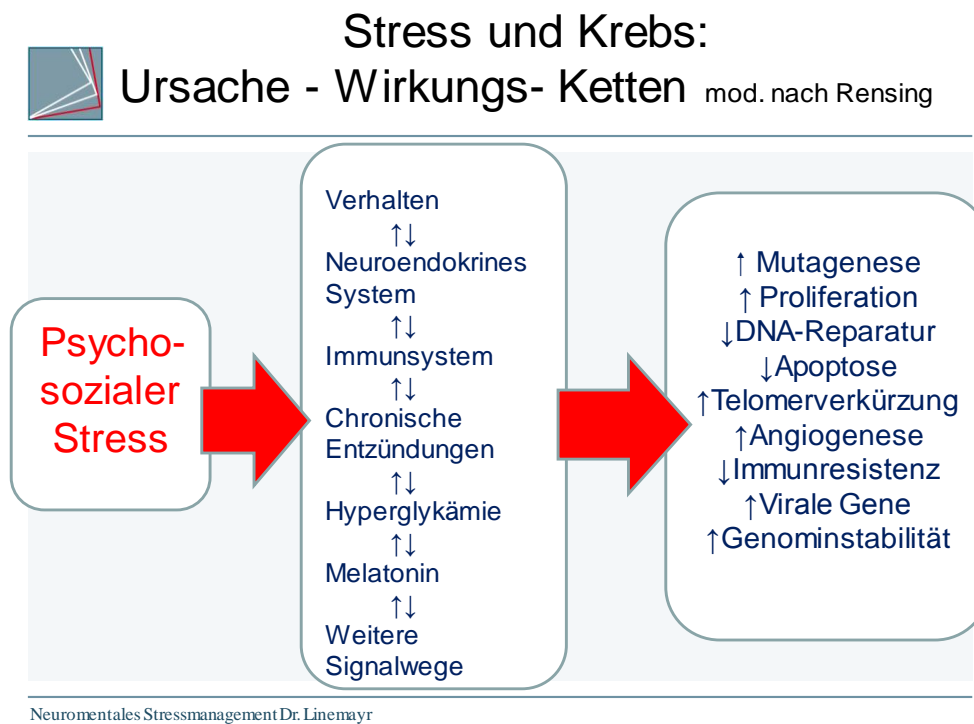 Stress und Krebs:
Ursache - Wirkungs- Ketten mod. nach Rensing
Psycho-
sozialer
Stress
Verhalten
↑↓
Neuroendokrines
System
↑↓
Immunsystem
↑↓
Chronische
Entzündungen
↑↓
Hyperglykämie
↑↓
Melatonin
↑↓
Weitere
Signalwege
↑ Mutagenese
↑ Proliferation
↓DNA-Reparatur
↓Apoptose
↑Telomerverkürzung
↑Angiogenese
↓Immunresistenz
↑Virale Gene
↑Genominstabilität
Neuromentales Stressmanagement Dr. Linemayr